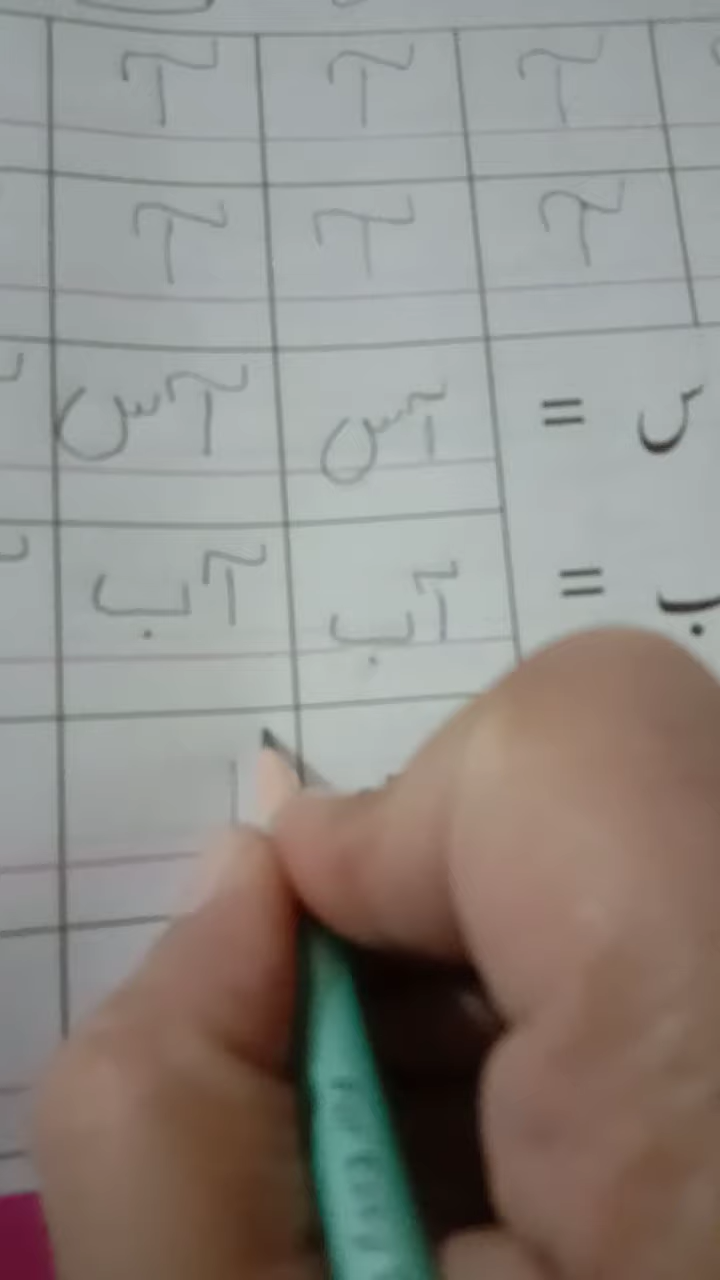 آ آ آ
آ آ آ
س = آس آس
ب = آب آب